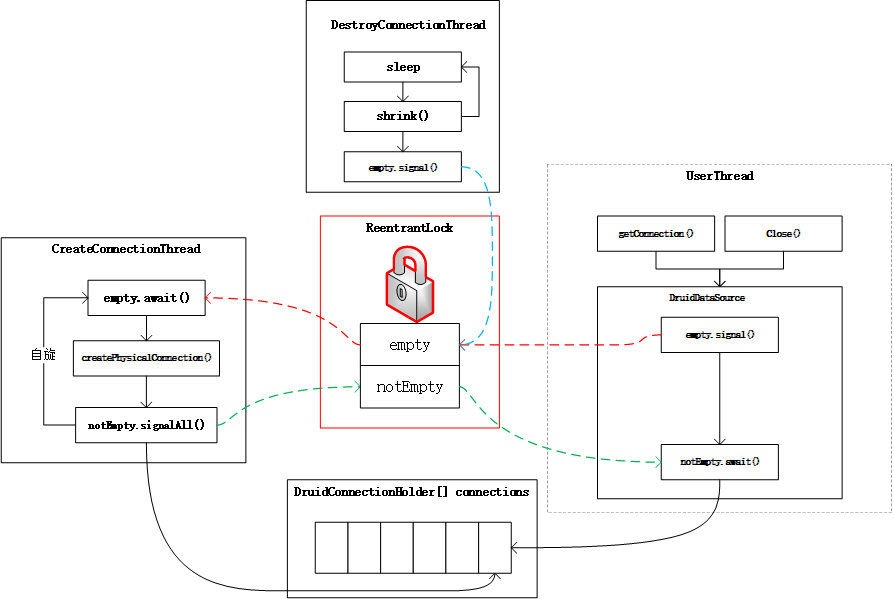 DestroyConnectionThread
sleep
shrink()
empty.signal()
UserThread
getConnection()
Close()
DruidDataSource
empty.signal()
notEmpty.await()
ReentrantLock
empty
notEmpty
CreateConnectionThread
empty.await()
createPhysicalConnection()
notEmpty.signalAll()
自旋
DruidConnectionHolder[] connections